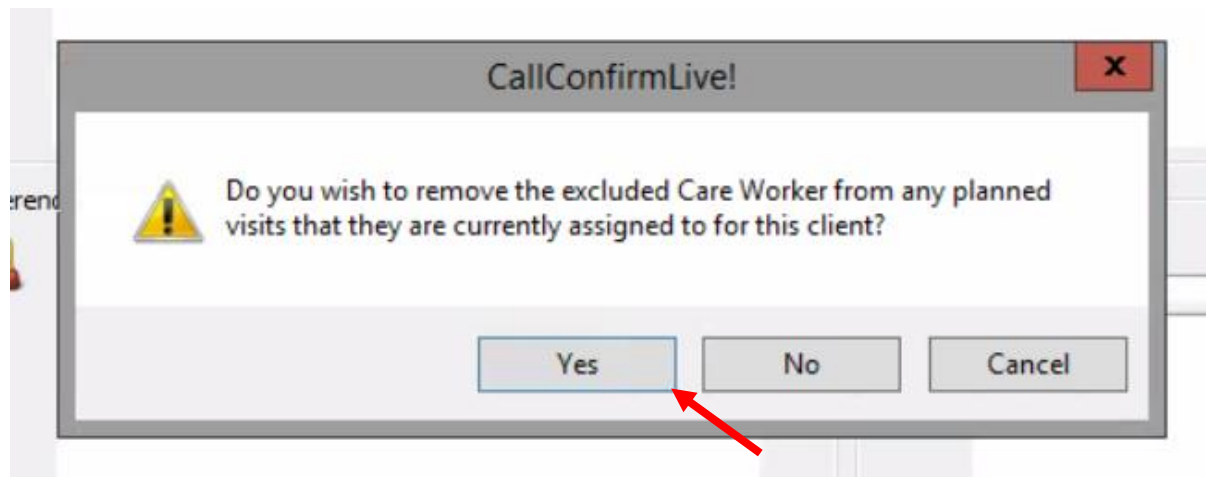 CallConfirmLive!
x
erenc
Do you wish to remove the excluded Care Worker from any planned
visits that they are currently assigned to for this client?
Yes
No
Cancel